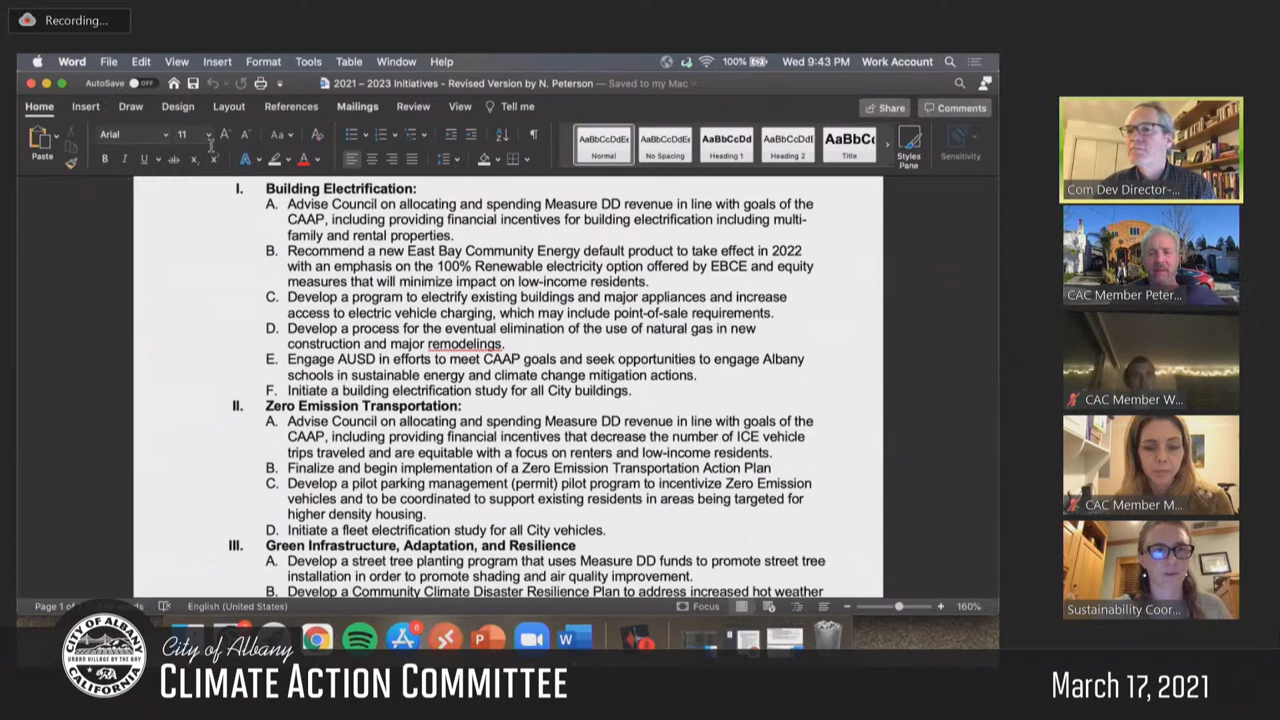 Recording...
Word File Edit View Insert Format Tools Table Window Help 100% Wed 9:43 PM Work Account
AutoSave OFF 2021 – 2023 Initiatives - Revised Version by N. Peterson — Saved to my Mac
Home Insert Draw Design Layout References Mailings Review View Tell me Share Comments
Paste Arial 11
AaBbCcDdEe Normal
AaBbCcDdEe No Spacing
AaBbCcDd Heading 1
AaBbCcDdE Heading 2
AaBbC Title
Styles Pane
Sensitivity
I. Building Electrification:
A. Advise Council on allocating and spending Measure DD revenue in line with goals of the
CAAP, including providing financial incentives for building electrification including multi-
family and rental properties.
B. Recommend a new East Bay Community Energy default product to take effect in 2022
with an emphasis on the 100% Renewable electricity option offered by EBCE and equity
measures that will minimize impact on low-income residents.
C. Develop a program to electrify existing buildings and major appliances and increase
access to electric vehicle charging, which may include point-of-sale requirements.
D. Develop a process for the eventual elimination of the use of natural gas in new
construction and major remodelings.
E. Engage AUSD in efforts to meet CAAP goals and seek opportunities to engage Albany
schools in sustainable energy and climate change mitigation actions.
F. Initiate a building electrification study for all City buildings.
II. Zero Emission Transportation:
A. Advise Council on allocating and spending Measure DD revenue in line with goals of the
CAAP, including providing financial incentives that decrease the number of ICE vehicle
trips traveled and are equitable with a focus on renters and low-income residents.
B. Finalize and begin implementation of a Zero Emission Transportation Action Plan
C. Develop a pilot parking management (permit) pilot program to incentivize Zero Emission
vehicles and to be coordinated to support existing residents in areas being targeted for
higher density housing.
D. Initiate a fleet electrification study for all City vehicles.
III. Green Infrastructure, Adaptation, and Resilience
A. Develop a street tree planting program that uses Measure DD funds to promote street tree
installation in order to promote shading and air quality improvement.
B. Develop a Community Climate Disaster Resilience Plan to address increased hot weather
Page 1 of English (United States) Focus 160%
Com Dev Director-...
CAC Member Peter...
CAC Member W...
CAC Member M...
Sustainability Coor...
CITY OF ALBANY
URBAN VILLAGE BY THE BAY
CALIFORNIA
City of Albany
CLIMATE ACTION COMMITTEE
March 17, 2021